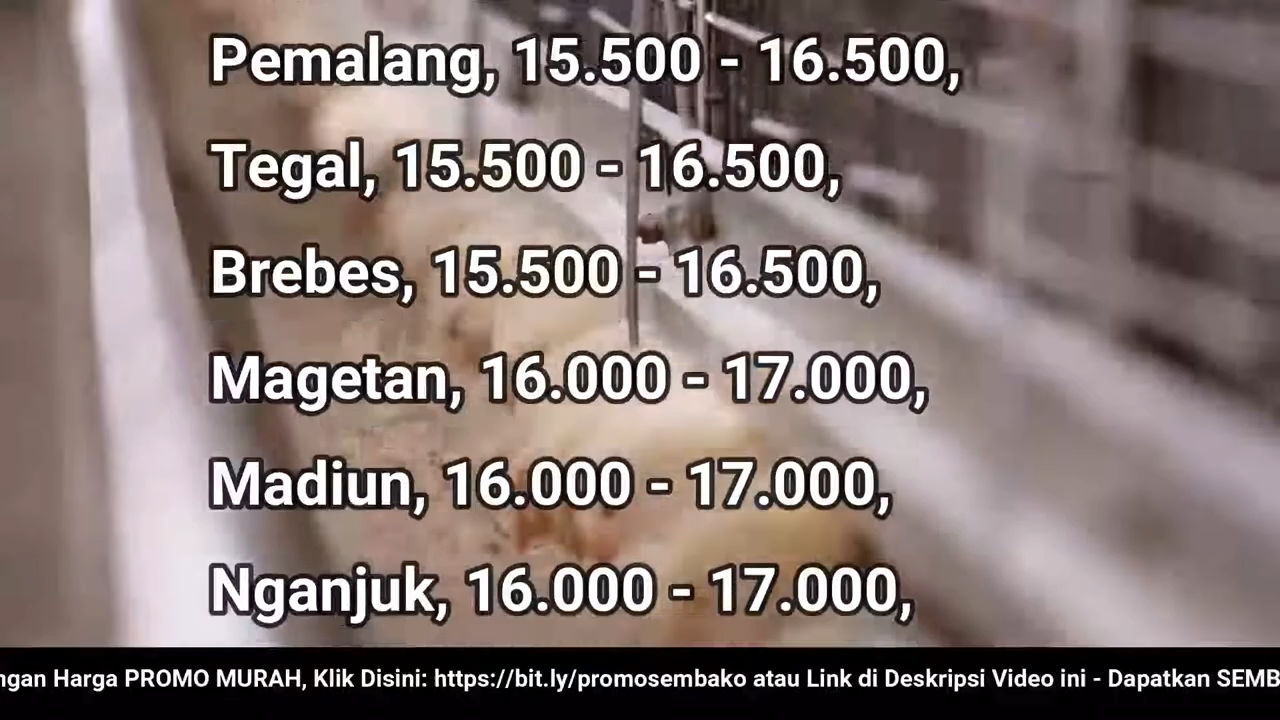 Pemalang, 15.500 - 16.500,
Tegal, 15.500 - 16.500,
Brebes, 15.500 - 16.500,
Magetan, 16.000 - 17.000,
Madiun, 16.000 - 17.000,
Nganjuk, 16.000 - 17.000,
ngan Harga PROMO MURAH, Klik Disini: https://bit.ly/promosembako atau Link di Deskripsi Video ini - Dapatkan SEMB